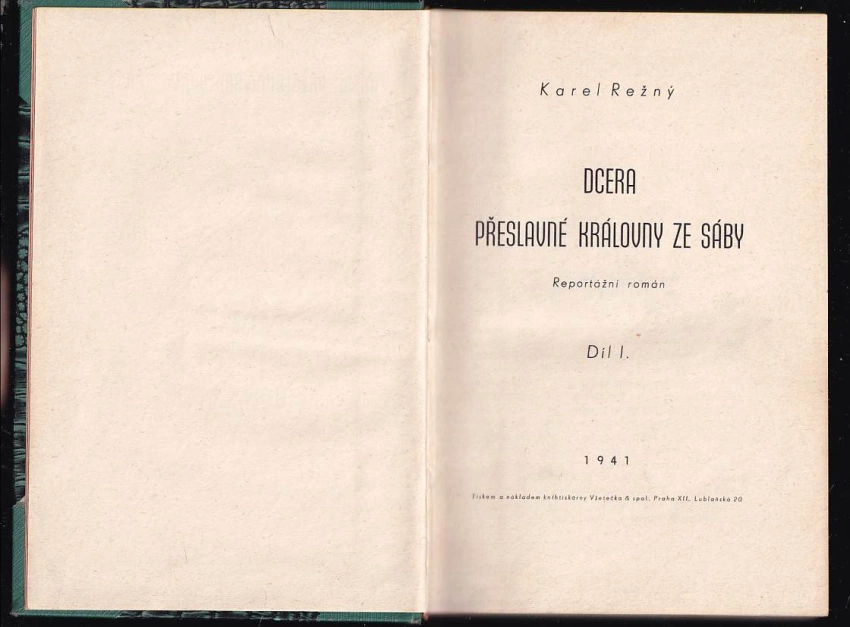 Karel Režný
DCERA
PŘESLAVNÉ KRÁLOVNY ZE SÁBY
Reportážní román
Díl I.
1941
Tiskem a nákladem knihtiskárny Všetečka & spol. Praha XII. Lublaňská 20